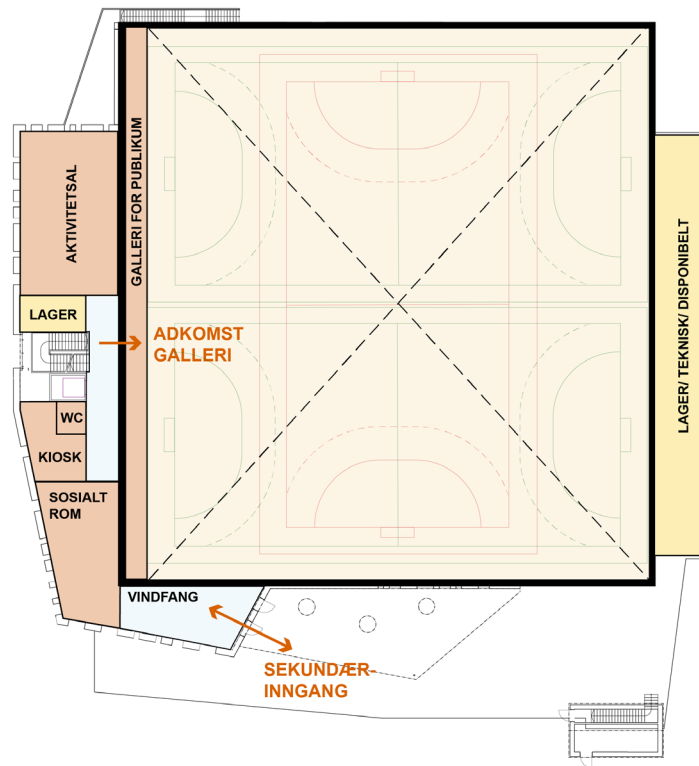 GALLERI FOR PUBLIKUM
AKTIVITETSAL
LAGER
ADKOMST
GALLERI
WC
KIOSK
SOSIALT
ROM
LAGER/ TEKNISK/ DISPONIBELT
VINDFANG
SEKUNDÆR-
INNGANG